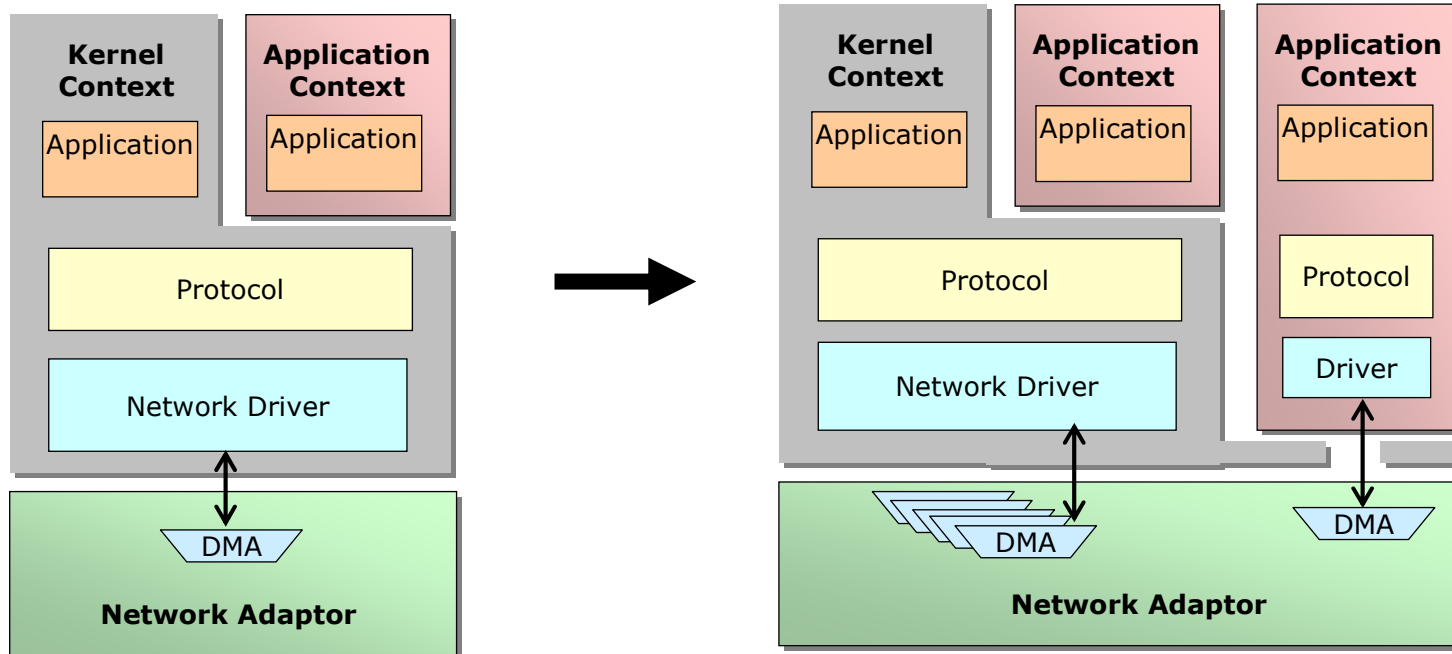 Kernel
Context
Application
Application
Context
Application
Protocol
Network Driver
DMA
Network Adaptor
Kernel
Context
Application
Application
Context
Application
Application
Context
Application
Protocol
Network Driver
Protocol
Driver
DMA
DMA
Network Adaptor